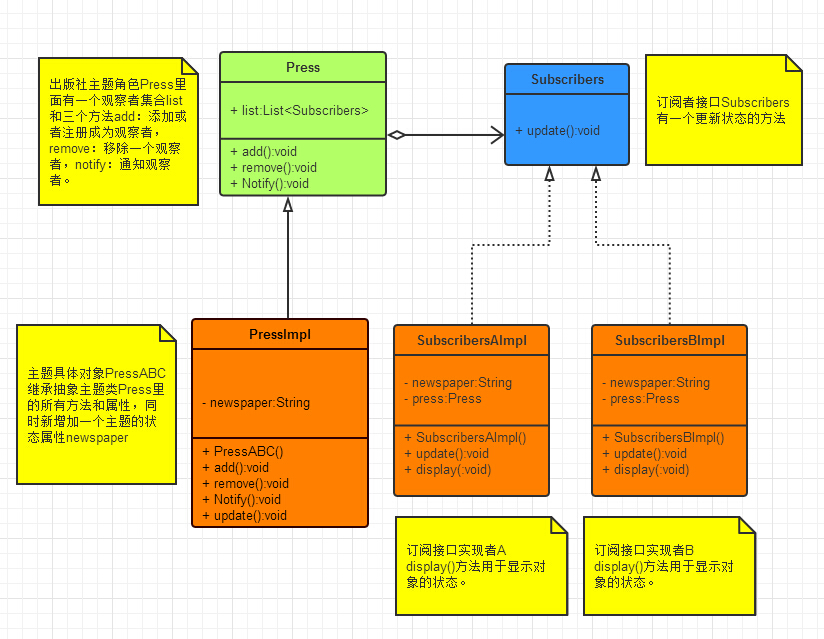 出版社主题角色Press里
面有一个观察者集合list
和三个方法add：添加或
者注册成为观察者，
remove：移除一个观察
者，notify：通知观察
者。
Press
+ list:List<Subscribers>
+ add():void
+ remove():void
+ Notify():void
Subscribers
+ update():void
订阅者接口Subscribers
有一个更新状态的方法
主题具体对象PressABC
继承抽象主题类Press里
的所有方法和属性，同
时新增加一个主题的状
态属性newspaper
PressImpl
- newspaper:String
+ PressABC()
+ add():void
+ remove():void
+ Notify():void
+ update():void
SubscribersAImpl
- newspaper:String
- press:Press
+ SubscribersAImpl()
+ update():void
+ display(:void)
SubscribersBImpl
- newspaper:String
- press:Press
+ SubscribersBImpl()
+ update():void
+ display(:void)
订阅接口实现者A
display()方法用于显示对
象的状态。
订阅接口实现者B
display()方法用于显示对
象的状态。